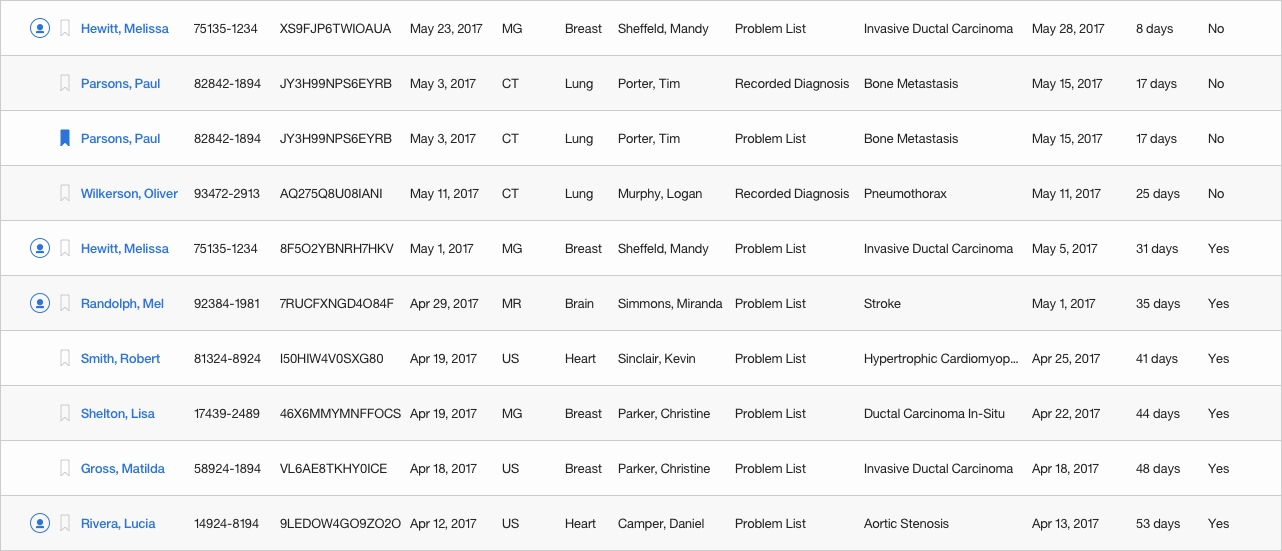 Hewitt, Melissa 75135-1234 XS9FJP6TWIOAUA May 23, 2017 MG Breast Sheffeld, Mandy Problem List Invasive Ductal Carcinoma May 28, 2017 8 days No
Parsons, Paul 82842-1894 JY3H99NPS6EYRB May 3, 2017 CT Lung Porter, Tim Recorded Diagnosis Bone Metastasis May 15, 2017 17 days No
Parsons, Paul 82842-1894 JY3H99NPS6EYRB May 3, 2017 CT Lung Porter, Tim Problem List Bone Metastasis May 15, 2017 17 days No
Wilkerson, Oliver 93472-2913 AQ275Q8U08IANI May 11, 2017 CT Lung Murphy, Logan Recorded Diagnosis Pneumothorax May 11, 2017 25 days No
Hewitt, Melissa 75135-1234 8F5O2YBNRH7HKV May 1, 2017 MG Breast Sheffeld, Mandy Problem List Invasive Ductal Carcinoma May 5, 2017 31 days Yes
Randolph, Mel 92384-1981 7RUCFXNGD4O84F Apr 29, 2017 MR Brain Simmons, Miranda Problem List Stroke May 1, 2017 35 days Yes
Smith, Robert 81324-8924 I50HIW4V0SXG80 Apr 19, 2017 US Heart Sinclair, Kevin Problem List Hypertrophic Cardiomyop... Apr 25, 2017 41 days Yes
Shelton, Lisa 17439-2489 46X6MMYMNFFOCS Apr 19, 2017 MG Breast Parker, Christine Problem List Ductal Carcinoma In-Situ Apr 22, 2017 44 days Yes
Gross, Matilda 58924-1894 VL6AE8TKHY0ICE Apr 18, 2017 US Breast Parker, Christine Problem List Invasive Ductal Carcinoma Apr 18, 2017 48 days Yes
Rivera, Lucia 14924-8194 9LEDOW4GO9ZO2O Apr 12, 2017 US Heart Camper, Daniel Problem List Aortic Stenosis Apr 13, 2017 53 days Yes